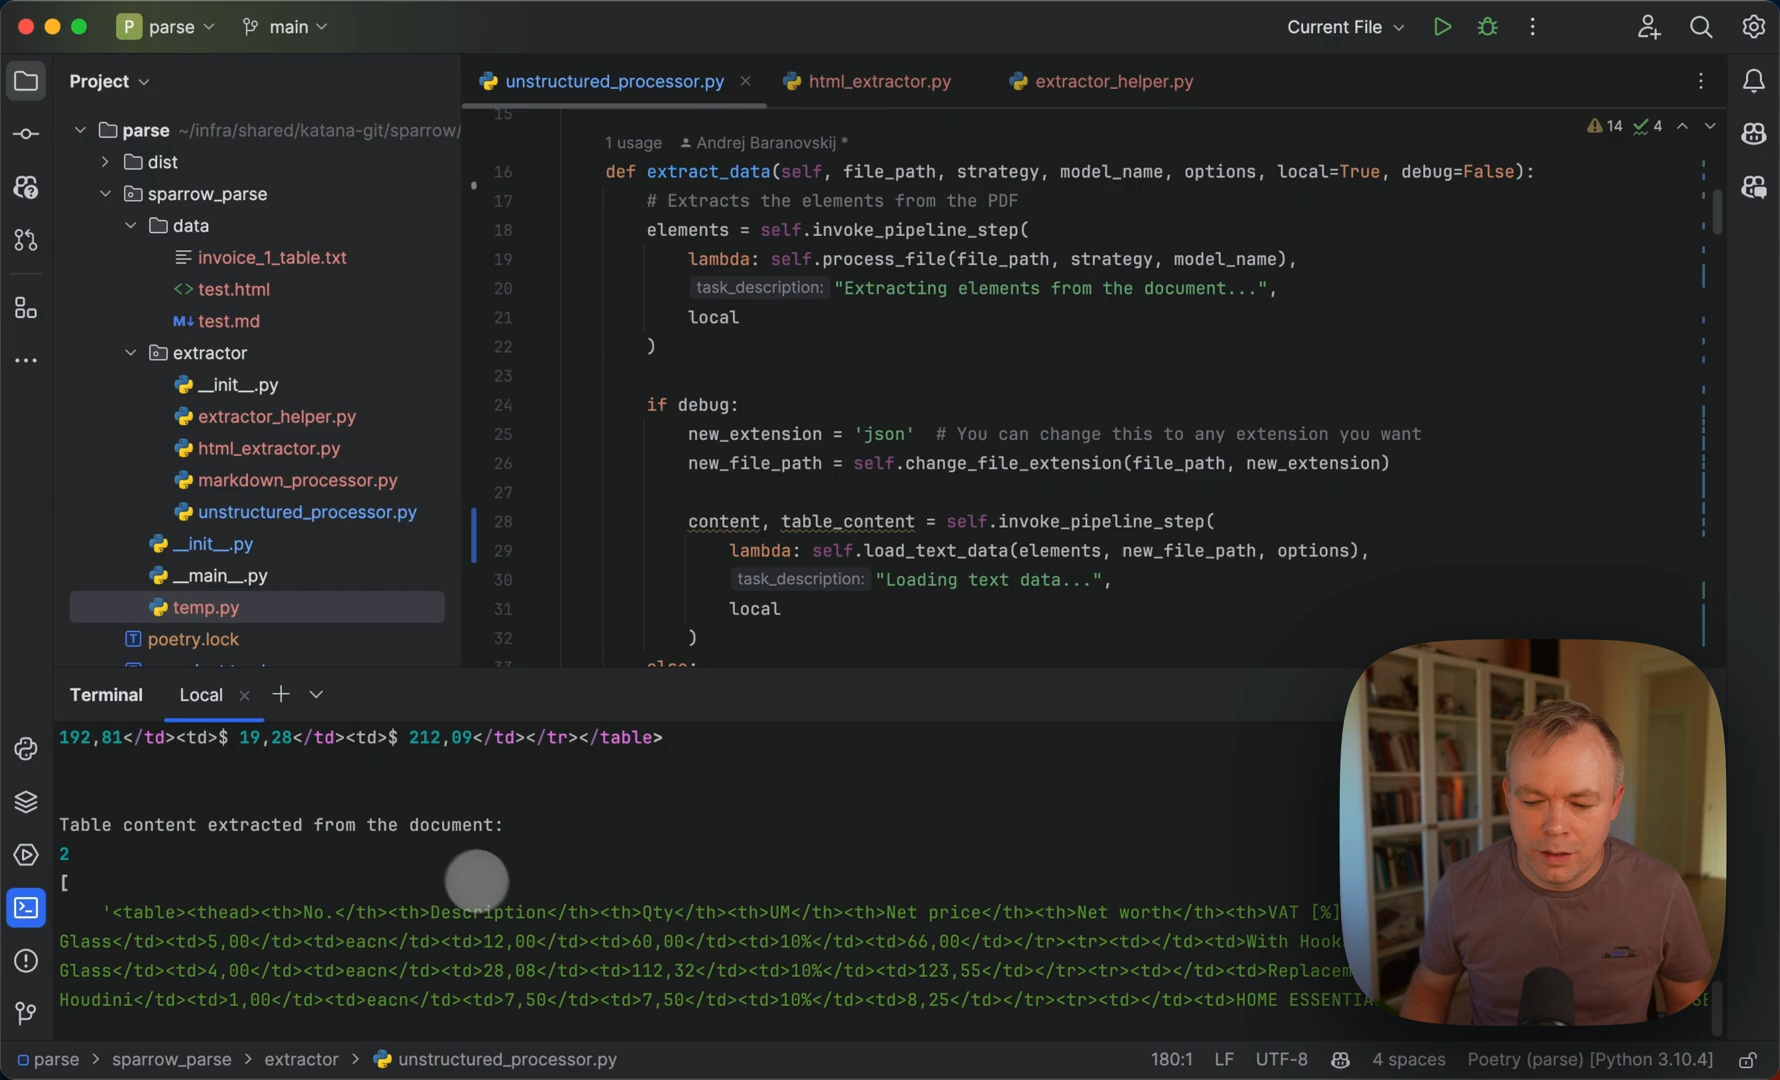 P parse main Current File
Project
unstructured_processor.py html_extractor.py extractor_helper.py
parse ~/infra/shared/katana-git/sparrow/
dist
sparrow_parse
data
invoice_1_table.txt
<> test.html
M↓ test.md
extractor
__init__.py
extractor_helper.py
html_extractor.py
markdown_processor.py
unstructured_processor.py
__init__.py
__main__.py
temp.py
poetry.lock
15
1 usage Andrej Baranovskij *
14 4
16 def extract_data(self, file_path, strategy, model_name, options, local=True, debug=False):
17 # Extracts the elements from the PDF
18 elements = self.invoke_pipeline_step(
19 lambda: self.process_file(file_path, strategy, model_name),
20 task_description: "Extracting elements from the document...",
21 local
22 )
23
24 if debug:
25 new_extension = 'json' # You can change this to any extension you want
26 new_file_path = self.change_file_extension(file_path, new_extension)
27
28 content, table_content = self.invoke_pipeline_step(
29 lambda: self.load_text_data(elements, new_file_path, options),
30 task_description: "Loading text data...",
31 local
32 )
33 else:
Terminal Local
192,81</td><td>$ 19,28</td><td>$ 212,09</td></tr></table>
Table content extracted from the document:
2
[
'<table><thead><th>No.</th><th>Description</th><th>Qty</th><th>UM</th><th>Net price</th><th>Net worth</th><th>VAT [%]
Glass</td><td>5,00</td><td>eacn</td><td>12,00</td><td>60,00</td><td>10%</td><td>66,00</td></tr><tr><td></td><td>With Hook
Glass</td><td>4,00</td><td>eacn</td><td>28,08</td><td>112,32</td><td>10%</td><td>123,55</td></tr><tr><td></td><td>Replacem
Houdini</td><td>1,00</td><td>eacn</td><td>7,50</td><td>7,50</td><td>10%</td><td>8,25</td></tr><tr><td></td><td>HOME ESSENTIA
parse > sparrow_parse > extractor > unstructured_processor.py 180:1 LF UTF-8 4 spaces Poetry (parse) [Python 3.10.4]